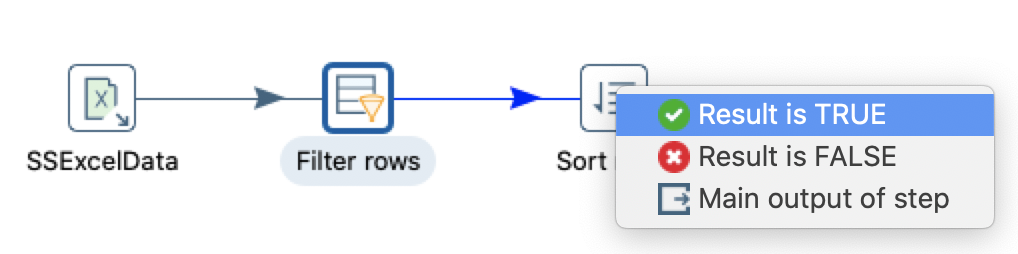 SSExcelData
Filter rows
Sort
Result is TRUE
Result is FALSE
Main output of step